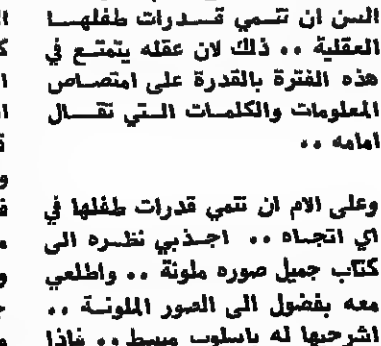 السن ان تنمي قدرات طفلها
العقلية .. ذلك لان عقله يتمتع في
هذه الفترة بالقدرة على امتصاص
المعلومات والكلمات التي تقال
امامه ..
وعلى الام ان تنمي قدرات طفلها في
اي اتجاه .. اجذبي نظره الى
كتاب جميل صوره ملونة .. واطلعي
معه بفضول الى الصور الملونة ..
اشرحيها له باسلوب مبسط .. فاذا